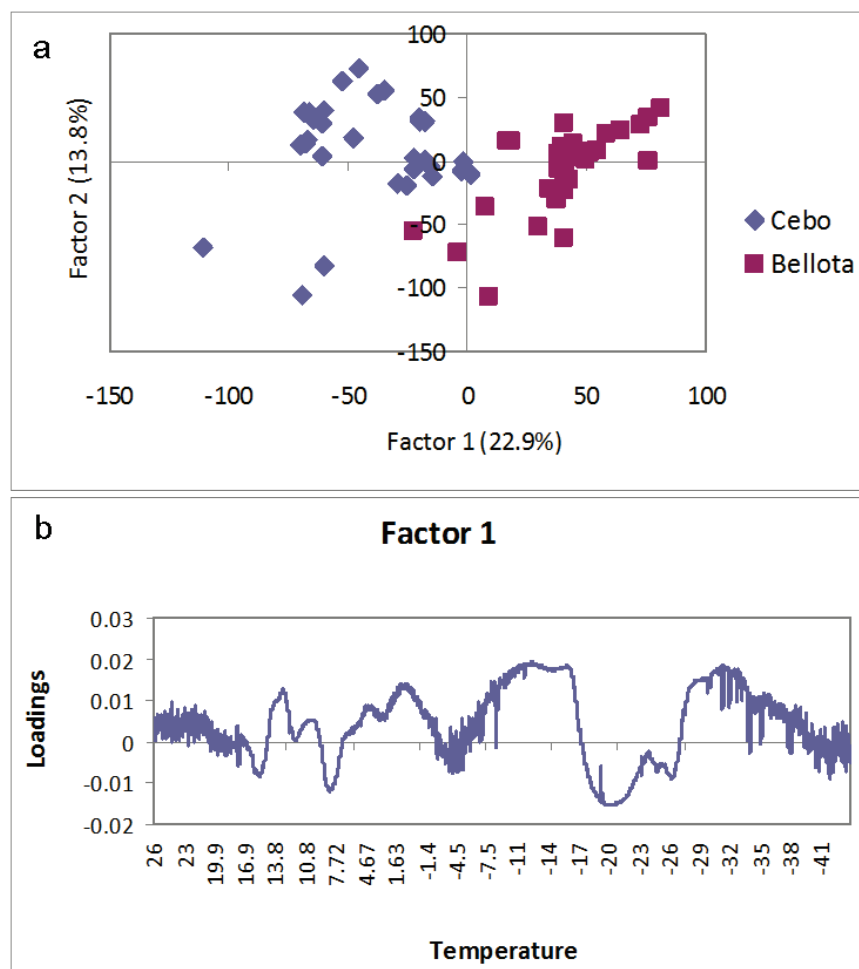 a
100
50
0
-50
-100
-150
Factor 2 (13.8%)
-150 -100 -50 0 50 100
Factor 1 (22.9%)
Cebo
Bellota
b
Factor 1
0.03
0.02
0.01
0
-0.01
-0.02
Loadings
26 23 19.9 16.9 13.8 10.8 7.72 4.67 1.63 -1.4 -4.5 -7.5 -11 -14 -17 -20 -23 -26 -29 -32 -35 -38 -41
Temperature